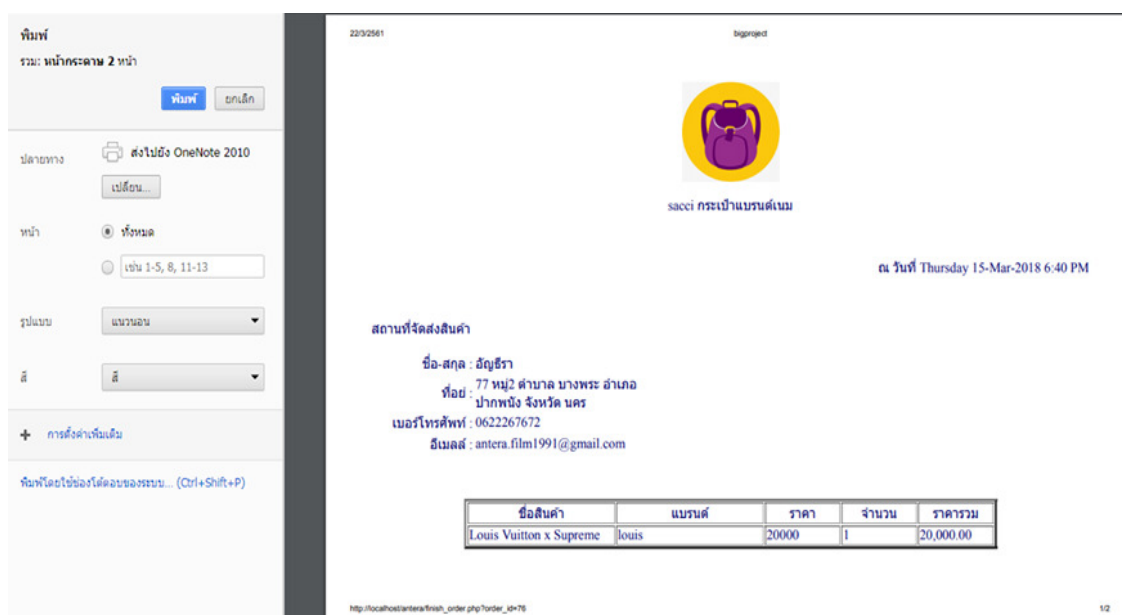 พิมพ์
รวม: หน้ากระดาษ 2 หน้า
พิมพ์ ยกเลิก
ปลายทาง ส่งไปยัง OneNote 2010
เปลี่ยน...
หน้า ทั้งหมด
เช่น 1-5, 8, 11-13
รูปแบบ แนวนอน
สี สี
การตั้งค่าเพิ่มเติม
พิมพ์โดยใช้ช่องโต้ตอบของระบบ... (Ctrl+Shift+P)
22/3/2561 bigproject
sacci กระเป๋าแบรนด์เนม
ณ วันที่ Thursday 15-Mar-2018 6:40 PM
สถานที่จัดส่งสินค้า
ชื่อ-สกุล : อัญธีรา
ที่อยู่ : 77 หมู่2 ตำบาล บางพระ อำเภอ
ปากพนัง จังหวัด นคร
เบอร์โทรศัพท์ : 0622267672
อีเมลล์ : antera.film1991@gmail.com
ชื่อสินค้า แบรนด์ ราคา จำนวน ราคารวม
Louis Vuitton x Supreme louis 20000 1 20,000.00
http://localhost/antera/finish_order.php?order_id=76 1/2